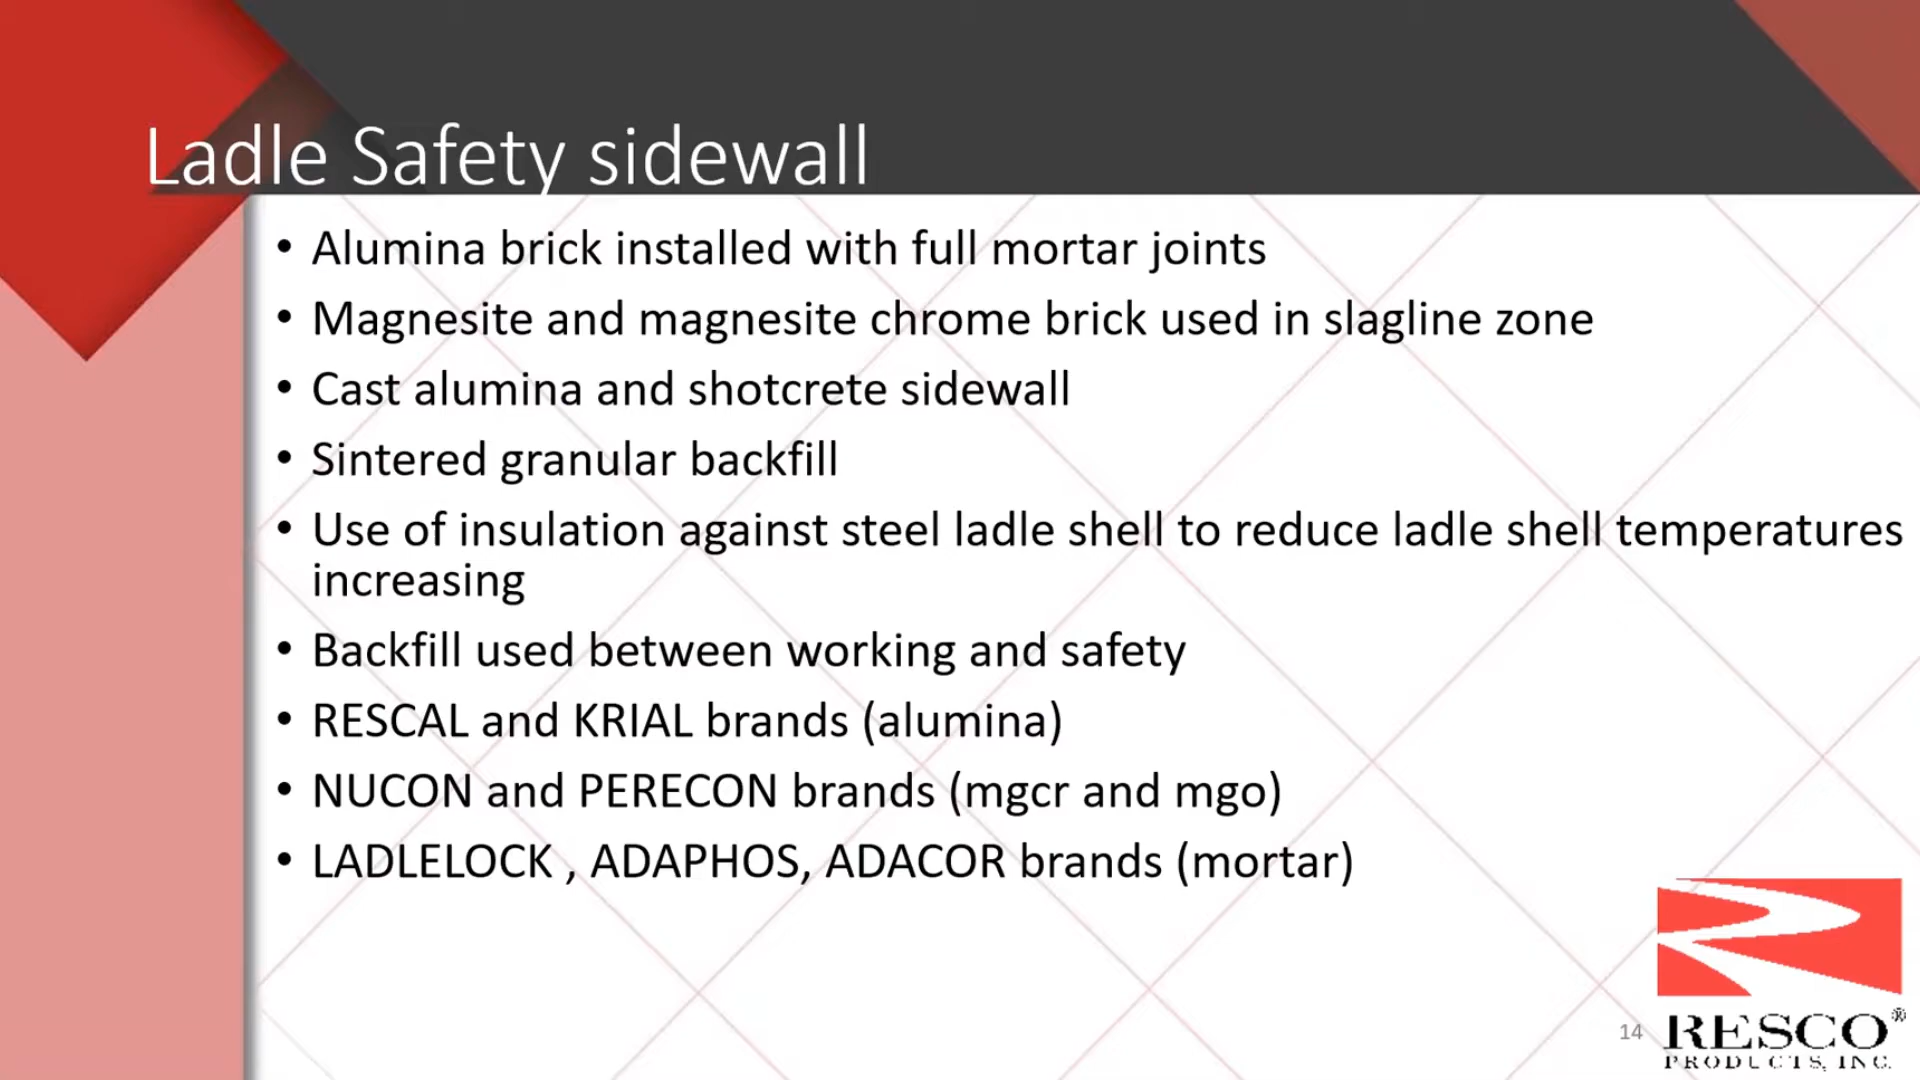 Ladle Safety sidewall
• Alumina brick installed with full mortar joints
• Magnesite and magnesite chrome brick used in slagline zone
• Cast alumina and shotcrete sidewall
• Sintered granular backfill
• Use of insulation against steel ladle shell to reduce ladle shell temperatures
increasing
• Backfill used between working and safety
• RESCAL and KRIAL brands (alumina)
• NUCON and PERECON brands (mgcr and mgo)
• LADLELOCK , ADAPHOS, ADACOR brands (mortar)
14
RESCO®
PRODUCTS, INC.